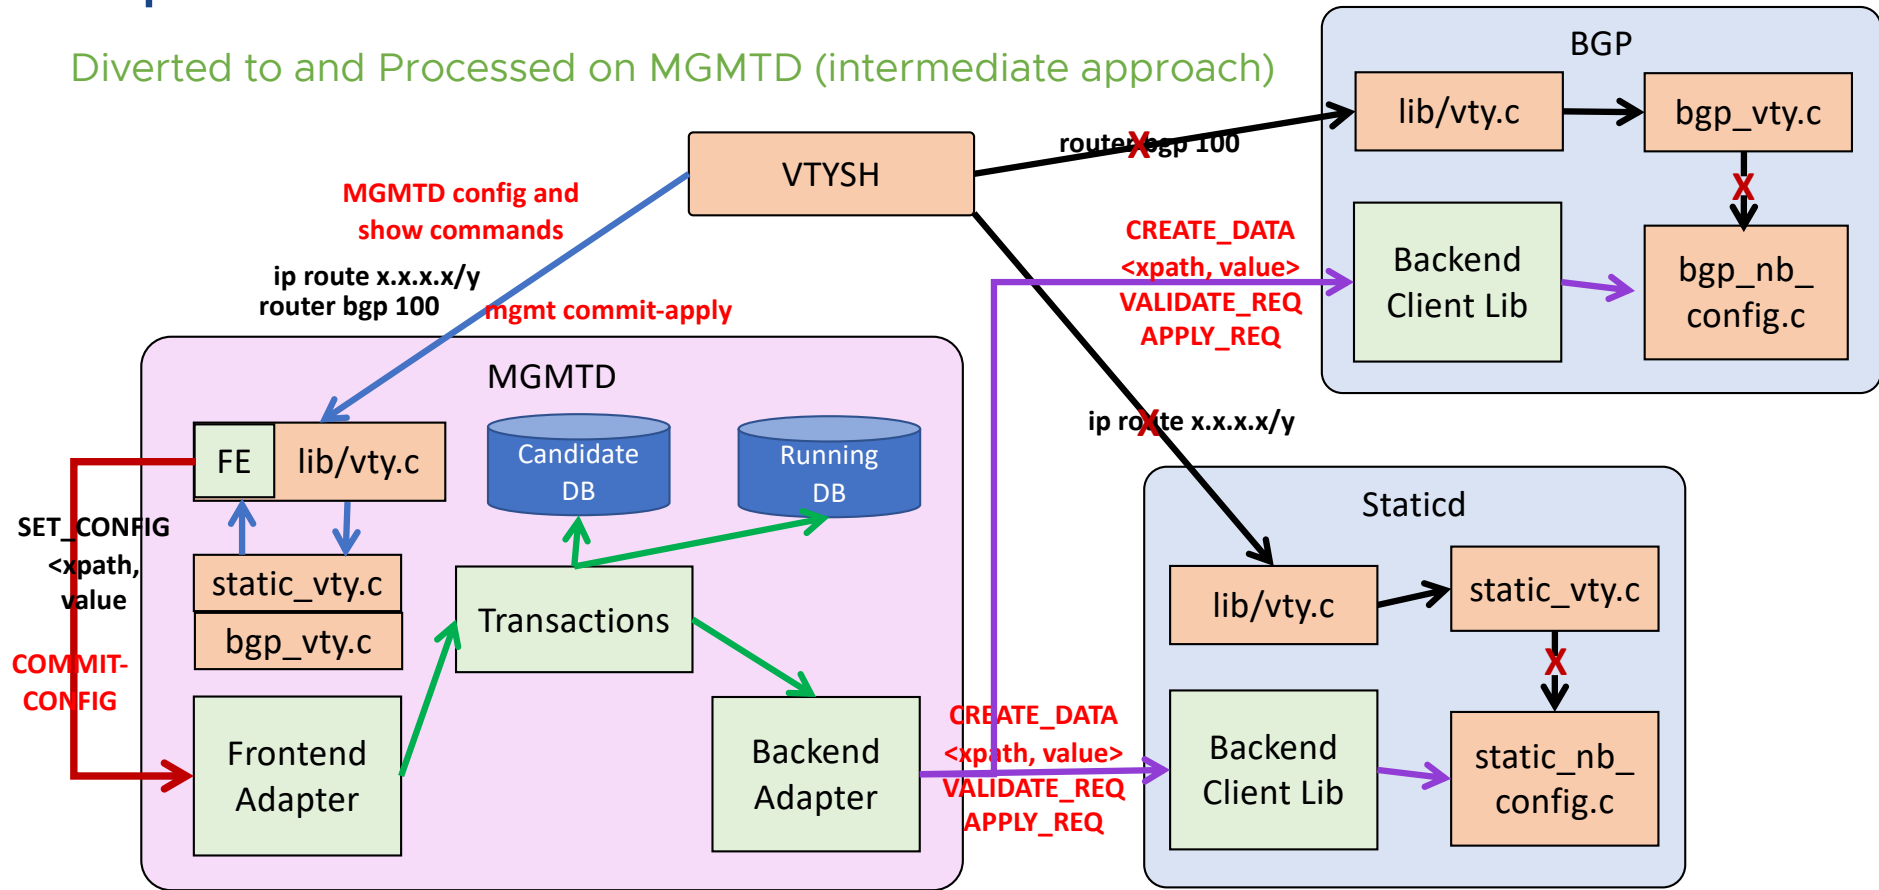 Diverted to and Processed on MGMTD (intermediate approach)
BGP
lib/vty.c
bgp_vty.c
router bgp 100
X
VTYSH
X
MGMTD config and
show commands
CREATE_DATA
<xpath, value>
VALIDATE_REQ
APPLY_REQ
Backend
Client Lib
bgp_nb_
config.c
ip route x.x.x.x/y
router bgp 100
mgmt commit-apply
MGMTD
ip route x.x.x.x/y
X
FE
lib/vty.c
Candidate
DB
Running
DB
Staticd
SET_CONFIG
<xpath,
value
static_vty.c
bgp_vty.c
Transactions
lib/vty.c
static_vty.c
X
COMMIT-
CONFIG
Frontend
Adapter
Backend
Adapter
CREATE_DATA
<xpath, value>
VALIDATE_REQ
APPLY_REQ
Backend
Client Lib
static_nb_
config.c